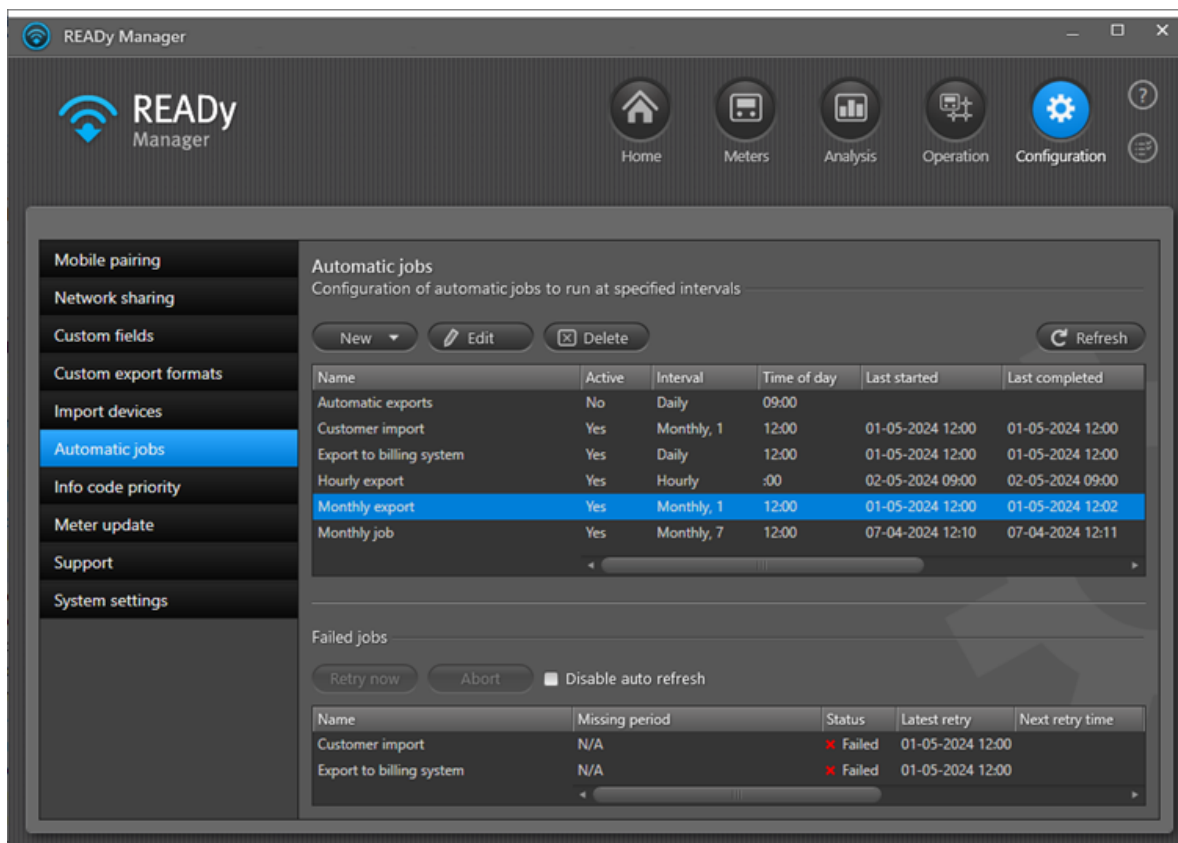 READy Manager
READy
Manager
Home Meters Analysis Operation Configuration
?
Mobile pairing
Network sharing
Custom fields
Custom export formats
Import devices
Automatic jobs
Info code priority
Meter update
Support
System settings
Automatic jobs
Configuration of automatic jobs to run at specified intervals
New Edit Delete Refresh
Name Active Interval Time of day Last started Last completed
Automatic exports No Daily 09:00
Customer import Yes Monthly, 1 12:00 01-05-2024 12:00 01-05-2024 12:00
Export to billing system Yes Daily 12:00 01-05-2024 12:00 01-05-2024 12:00
Hourly export Yes Hourly :00 02-05-2024 09:00 02-05-2024 09:00
Monthly export Yes Monthly, 1 12:00 01-05-2024 12:00 01-05-2024 12:02
Monthly job Yes Monthly, 7 12:00 07-04-2024 12:10 07-04-2024 12:11
Failed jobs
Retry now Abort Disable auto refresh
Name Missing period Status Latest retry Next retry time
Customer import N/A Failed 01-05-2024 12:00
Export to billing system N/A Failed 01-05-2024 12:00